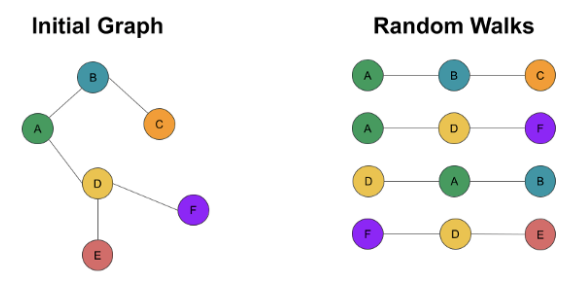 Initial Graph
Random Walks
B
A
C
D
F
E
A B C
A D F
D A B
F D E